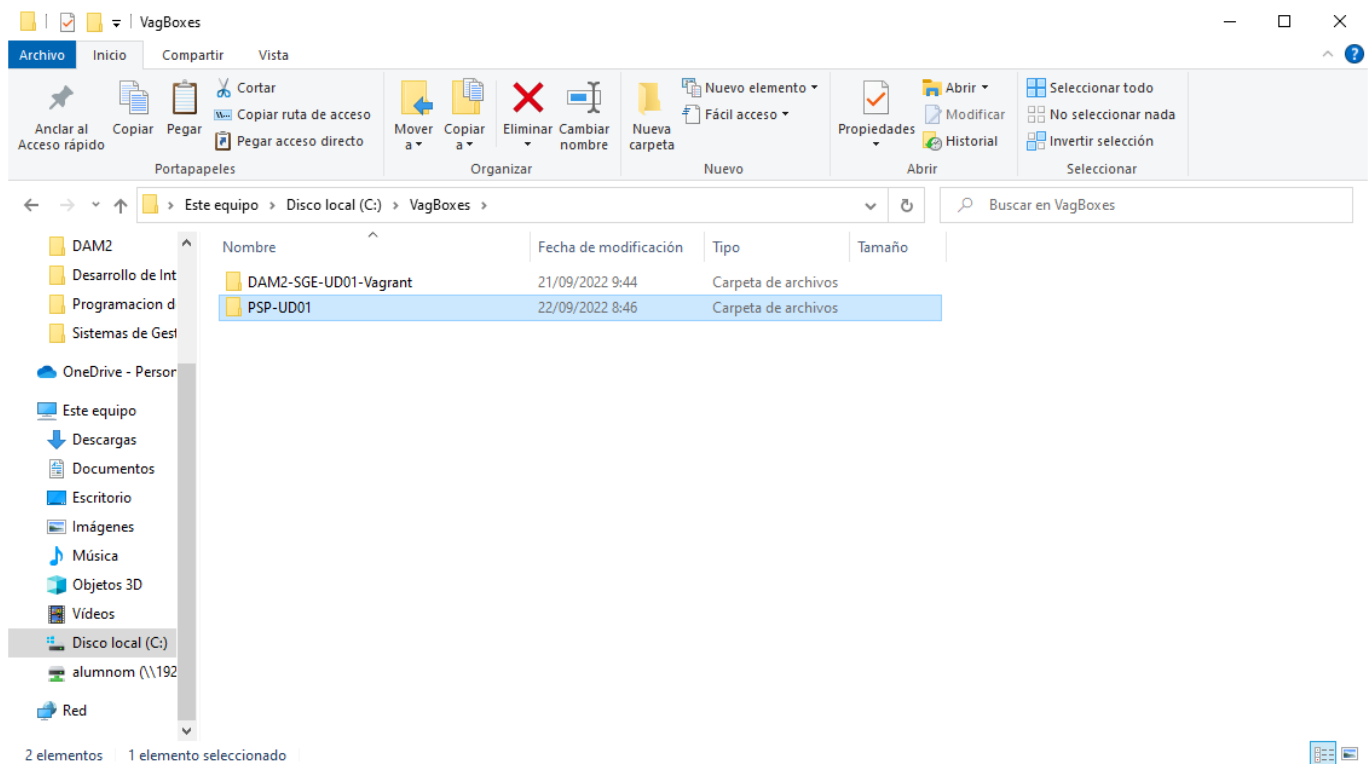 VagBoxes
Archivo Inicio Compartir Vista
Anclar al Acceso rápido
Copiar
Pegar
Cortar
Copiar ruta de acceso
Pegar acceso directo
Portapapeles
Mover a
Copiar a
Eliminar
Cambiar nombre
Organizar
Nueva carpeta
Nuevo elemento
Fácil acceso
Nuevo
Propiedades
Abrir
Modificar
Historial
Abrir
Seleccionar todo
No seleccionar nada
Invertir selección
Seleccionar
Este equipo > Disco local (C:) > VagBoxes >
Buscar en VagBoxes
DAM2
Desarrollo de Int
Programacion d
Sistemas de Gest
OneDrive - Person
Este equipo
Descargas
Documentos
Escritorio
Imágenes
Música
Objetos 3D
Vídeos
Disco local (C:)
alumnom (\\192
Red
Nombre Fecha de modificación Tipo Tamaño
DAM2-SGE-UD01-Vagrant 21/09/2022 9:44 Carpeta de archivos
PSP-UD01 22/09/2022 8:46 Carpeta de archivos
2 elementos 1 elemento seleccionado